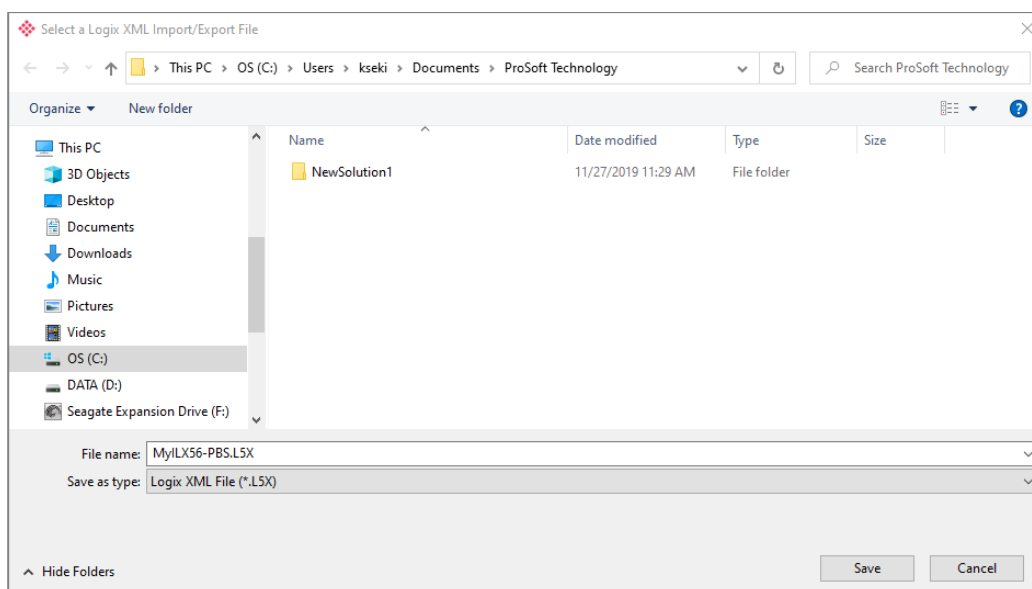 Select a Logix XML Import/Export File
This PC > OS (C:) > Users > kseki > Documents > ProSoft Technology
Search ProSoft Technology
Organize New folder
Name Date modified Type Size
NewSolution1 11/27/2019 11:29 AM File folder
This PC
3D Objects
Desktop
Documents
Downloads
Music
Pictures
Videos
OS (C:)
DATA (D:)
Seagate Expansion Drive (F:)
File name: MyILX56-PBS.L5X
Save as type: Logix XML File (*.L5X)
Hide Folders Save Cancel